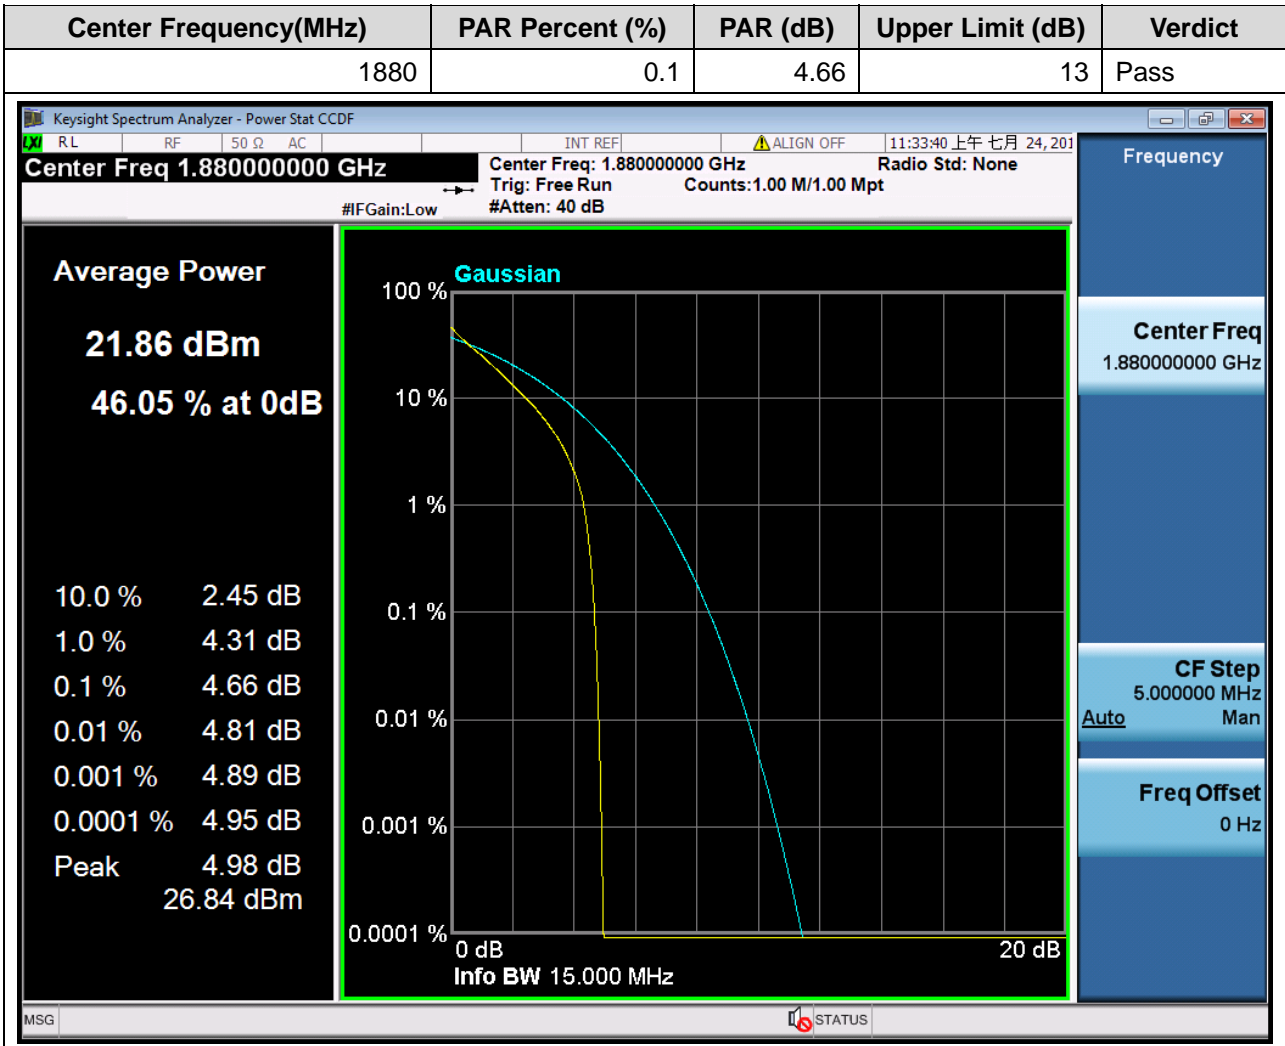 Center Frequency(MHz) PAR Percent (%) PAR (dB) Upper Limit (dB) Verdict
1880 0.1 4.66 13 Pass
Keysight Spectrum Analyzer - Power Stat CCDF
LXI RL RF 50 Ω AC INT REF ALIGN OFF 11:33:40 上午 七月 24, 201
Center Freq 1.880000000 GHz
Center Freq: 1.880000000 GHz Radio Std: None
Trig: Free Run Counts:1.00 M/1.00 Mpt
#IFGain:Low #Atten: 40 dB
Average Power
21.86 dBm
46.05 % at 0dB
10.0 % 2.45 dB
1.0 % 4.31 dB
0.1 % 4.66 dB
0.01 % 4.81 dB
0.001 % 4.89 dB
0.0001 % 4.95 dB
Peak 4.98 dB
26.84 dBm
Gaussian
100 %
10 %
1 %
0.1 %
0.01 %
0.001 %
0.0001 %
0 dB 20 dB
Info BW 15.000 MHz
Frequency
Center Freq
1.880000000 GHz
CF Step
5.000000 MHz
Auto Man
Freq Offset
0 Hz
MSG STATUS